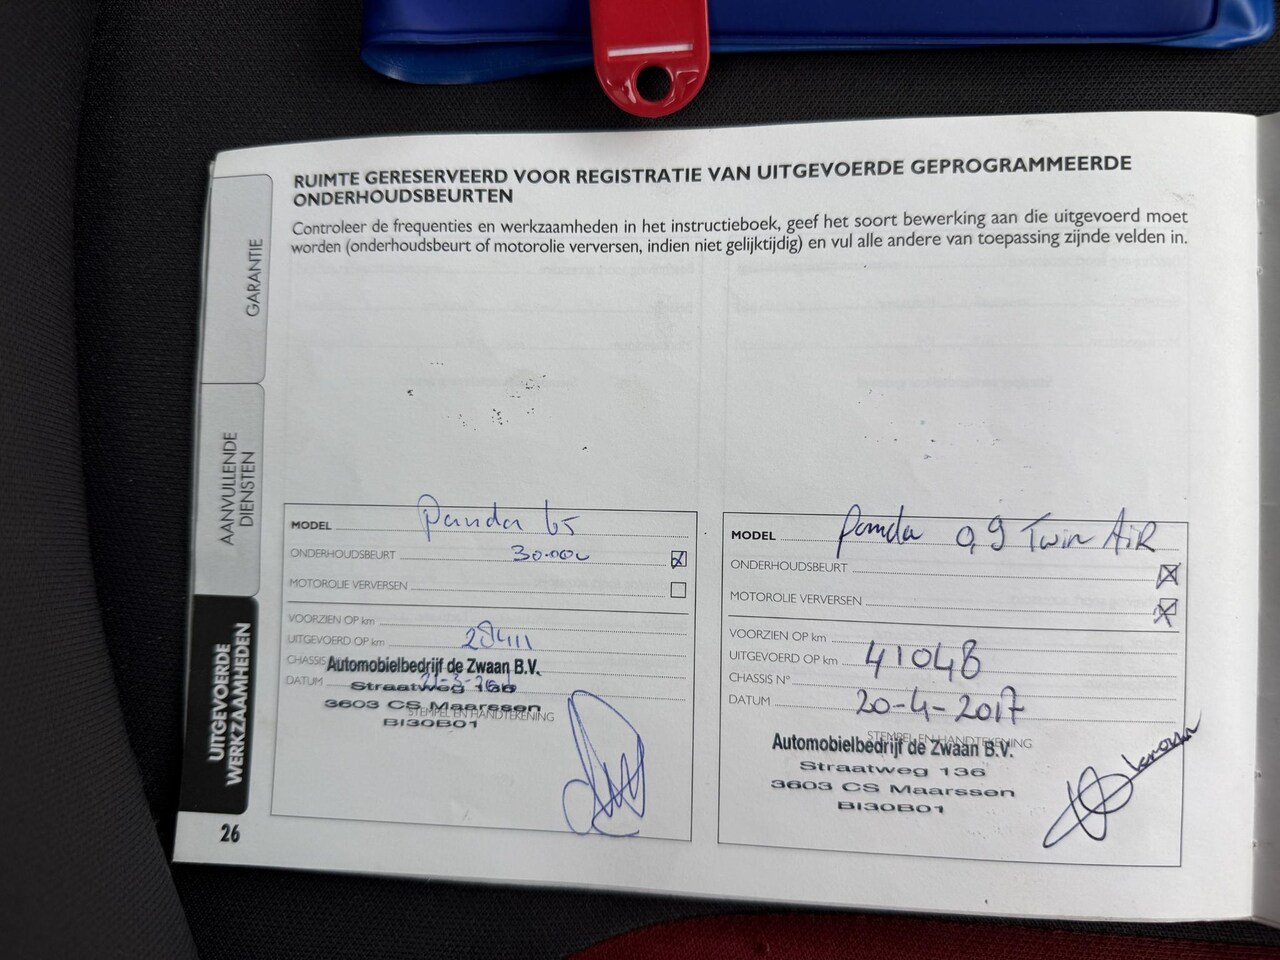 RUIMTE GERESERVEERD VOOR REGISTRATIE VAN UITGEVOERDE GEPROGRAMMEERDE
ONDERHOUDSBEURTEN
Controleer de frequenties en werkzaamheden in het instructieboek, geef het soort bewerking aan die uitgevoerd moet
worden (onderhoudsbeurt of motorolie verversen, indien niet gelijktijdig) en vul alle andere van toepassing zijnde velden in.
GARANTIE
AANVULLENDE
DIENSTEN
UITGEVOERDE
WERKZAAMHEDEN
26
MODEL Panda 65
ONDERHOUDSBEURT 30.000
MOTOROLIE VERVERSEN
VOORZIEN OP km
UITGEVOERD OP km 28411
CHASSIS
DATUM
STEMPEL EN HANDTEKENING
Automobielbedrijf de Zwaan B.V.
Straatweg 136
3603 CS Maarssen
BI30B01
MODEL Panda 0,9 Twin AiR
ONDERHOUDSBEURT
MOTOROLIE VERVERSEN
VOORZIEN OP km
UITGEVOERD OP km 41048
CHASSIS N°
DATUM 20-4-2017
STEMPEL EN HANDTEKENING
Automobielbedrijf de Zwaan B.V.
Straatweg 136
3603 CS Maarssen
BI30B01